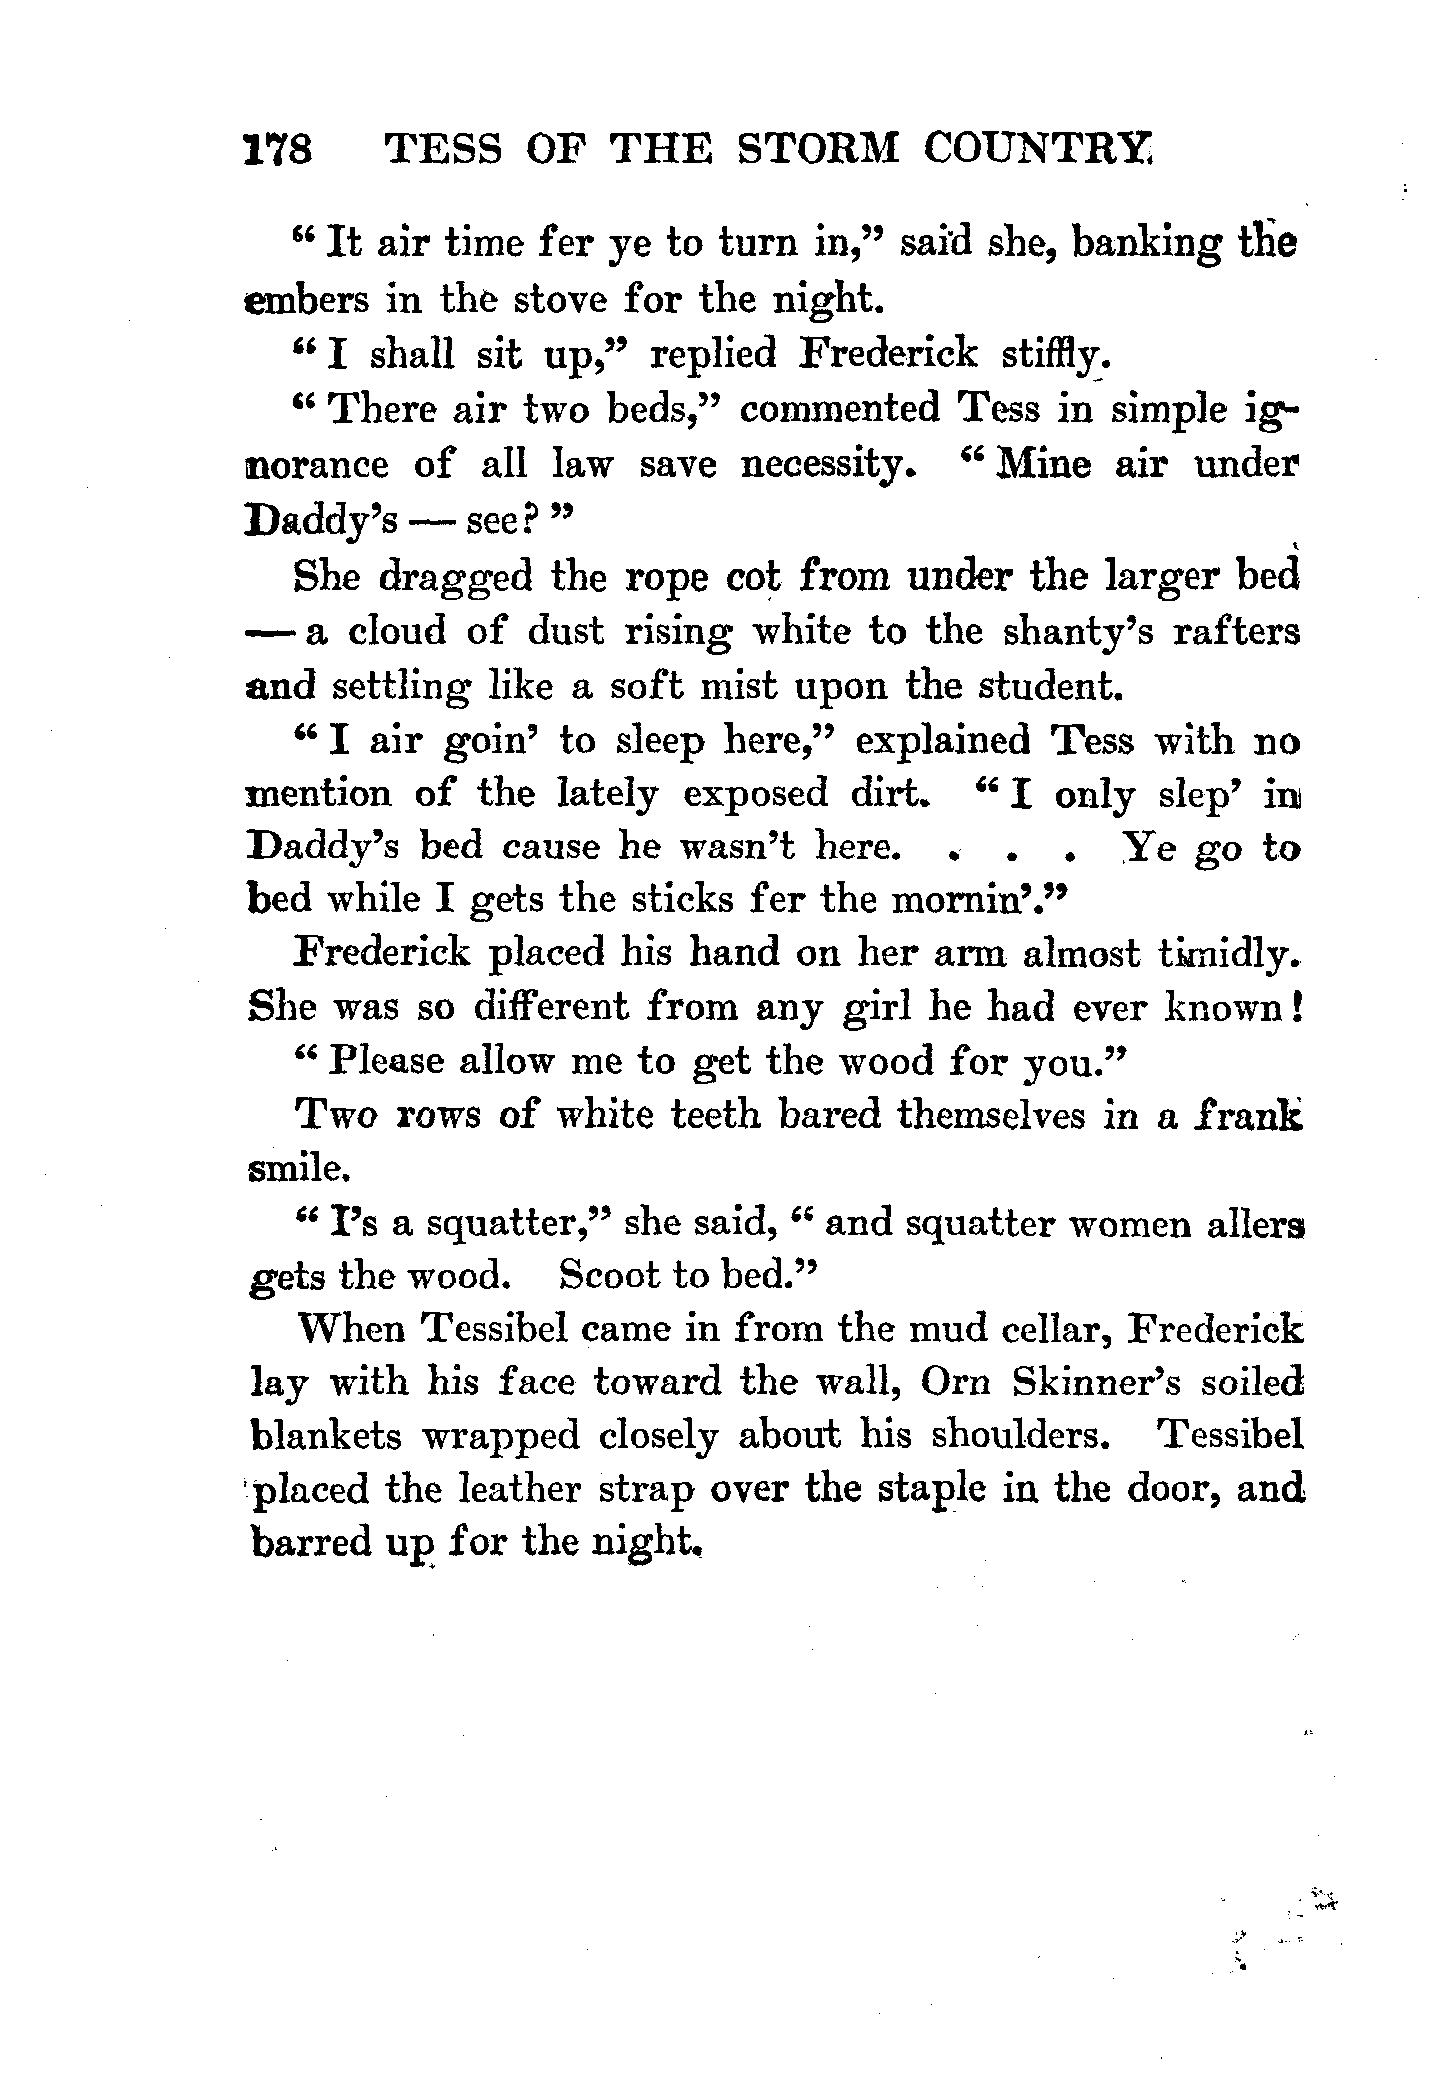 178 TESS OF THE STORM COUNTRY
“ It air time fer ye to turn in,” said she, banking the
embers in the stove for the night.
“ I shall sit up,” replied Frederick stiffly.
“ There air two beds,” commented Tess in simple ig-
norance of all law save necessity. “ Mine air under
Daddy’s — see? ”
She dragged the rope cot from under the larger bed
— a cloud of dust rising white to the shanty’s rafters
and settling like a soft mist upon the student.
“ I air goin’ to sleep here,” explained Tess with no
mention of the lately exposed dirt. “ I only slep’ in
Daddy’s bed cause he wasn’t here. . . . Ye go to
bed while I gets the sticks fer the mornin’.”
Frederick placed his hand on her arm almost timidly.
She was so different from any girl he had ever known!
“ Please allow me to get the wood for you.”
Two rows of white teeth bared themselves in a frank
smile.
“ I’s a squatter,” she said, “ and squatter women allers
gets the wood. Scoot to bed.”
When Tessibel came in from the mud cellar, Frederick
lay with his face toward the wall, Orn Skinner’s soiled
blankets wrapped closely about his shoulders. Tessibel
placed the leather strap over the staple in the door, and
barred up for the night.